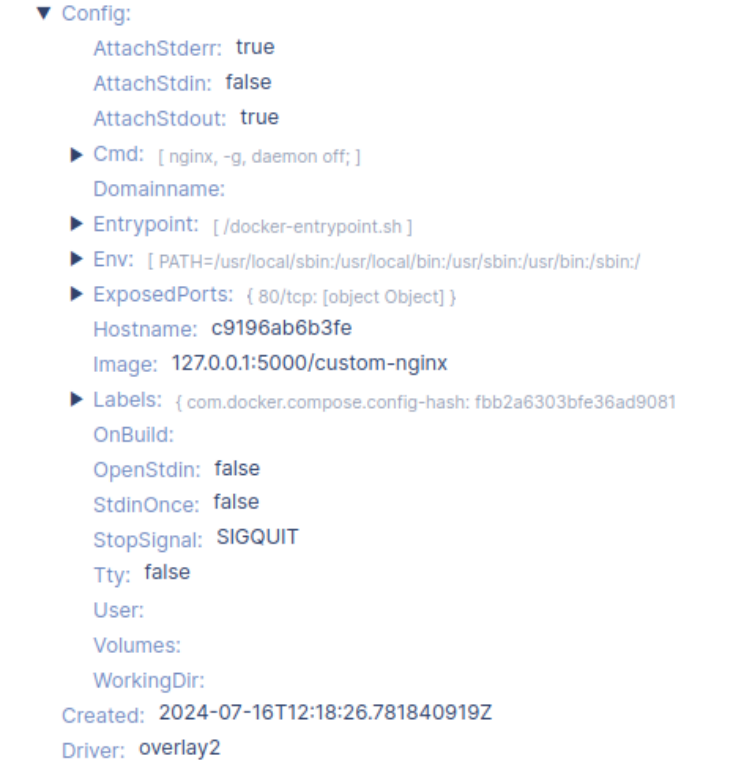 Config:
AttachStderr: true
AttachStdin: false
AttachStdout: true
Cmd: [ nginx, -g, daemon off; ]
Domainname:
Entrypoint: [ /docker-entrypoint.sh ]
Env: [ PATH=/usr/local/sbin:/usr/local/bin:/usr/sbin:/usr/bin:/sbin:/
ExposedPorts: { 80/tcp: [object Object] }
Hostname: c9196ab6b3fe
Image: 127.0.0.1:5000/custom-nginx
Labels: { com.docker.compose.config-hash: fbb2a6303bfe36ad9081
OnBuild:
OpenStdin: false
StdinOnce: false
StopSignal: SIGQUIT
Tty: false
User:
Volumes:
WorkingDir:
Created: 2024-07-16T12:18:26.781840919Z
Driver: overlay2